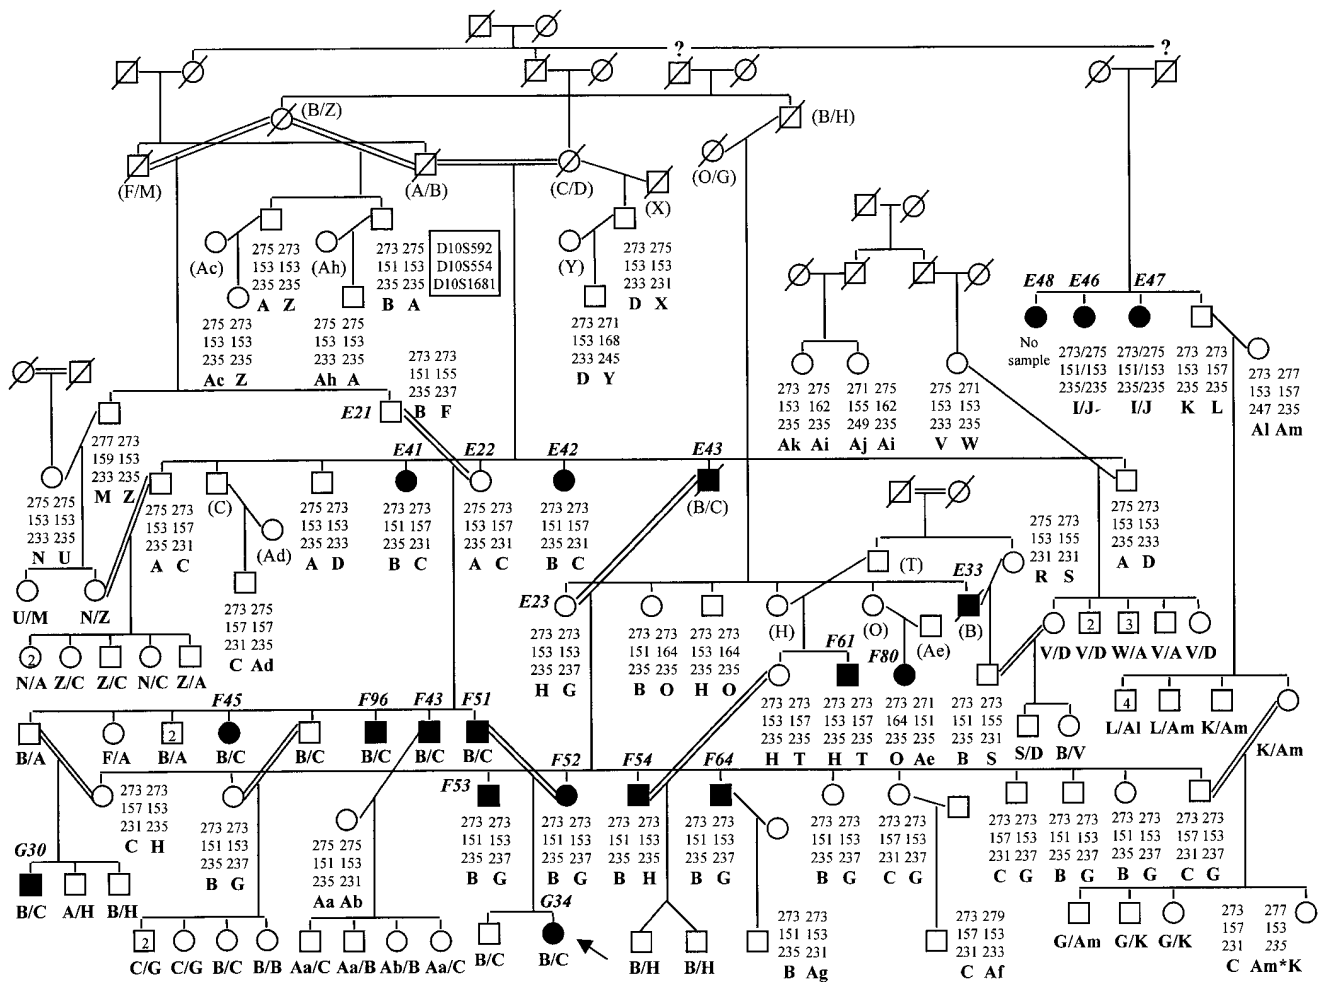 ? ?
(B/Z) (B/H)
(F/M) (A/B) (C/D) (O/G) (X)
(Ac) (Ah) (Y)
275 273
153 153
235 235
A Z
273 275
151 153
235 235
B A
D10S592
D10S554
D10S1681
273 275
153 153
233 231
D X
275 273
153 153
235 235
Ac Z
275 275
153 153
233 235
Ah A
273 271
153 168
233 245
D Y
273 273
151 155
235 237
B F
E21
273 275
153 162
235 235
Ak Ai
271 275
155 162
249 235
Aj Ai
275 271
153 153
233 235
V W
E48 E46 E47
No
sample
273/275
151/153
235/235
I/J-
273/275
151/153
235/235
I/J
273 273
153 157
235 235
K L
273 277
153 157
247 235
Al Am
277 273
159 153
233 235
M Z
E41 E22 E42 E43
(C) (Ad) (B/C)
275 275
153 153
233 235
N U
275 273
153 157
235 231
A C
275 273
153 153
235 233
A D
273 273
151 157
235 231
B C
275 273
153 157
235 231
A C
273 273
151 157
235 231
B C
275 273
153 155
231 231
R S
275 273
153 153
235 233
A D
U/M N/Z
273 275
157 157
231 235
C Ad
2
N/A Z/C Z/C N/C Z/A
E23 (H) (T) (O) (Ae) E33 (B)
F61 F80
273 273
153 153
235 237
H G
273 273
151 164
235 235
B O
273 273
153 164
235 235
H O
273 273
153 157
235 235
H T
273 273
153 157
235 235
H T
273 271
164 151
235 235
O Ae
273 273
151 155
235 231
B S
2 3
V/D V/D W/A V/A V/D
S/D B/V
4
L/Al L/Am K/Am K/Am
F45 F96 F43 F51
2
B/A F/A B/A B/C B/C B/C B/C
F53 F52 F54 F64
273 273
157 153
231 235
C H
273 273
151 153
235 237
B G
275 275
151 153
235 231
Aa Ab
273 273
151 153
235 237
B G
273 273
151 153
235 237
B G
273 273
151 153
235 235
B H
273 273
151 153
235 237
B G
273 273
151 153
235 237
B G
273 273
157 153
231 237
C G
273 273
157 153
231 237
C G
273 273
151 153
235 237
B G
273 273
151 153
235 237
B G
273 273
157 153
231 237
C G
G30
B/C A/H B/H
2
C/G C/G B/C B/B
Aa/C Aa/B Ab/B Aa/C
G34
B/C B/C
B/H B/H
273 273
151 151
235 231
B Ag
273 279
157 153
231 233
C Af
G/Am G/K G/K
273 277
157 153
231 235
C Am*K